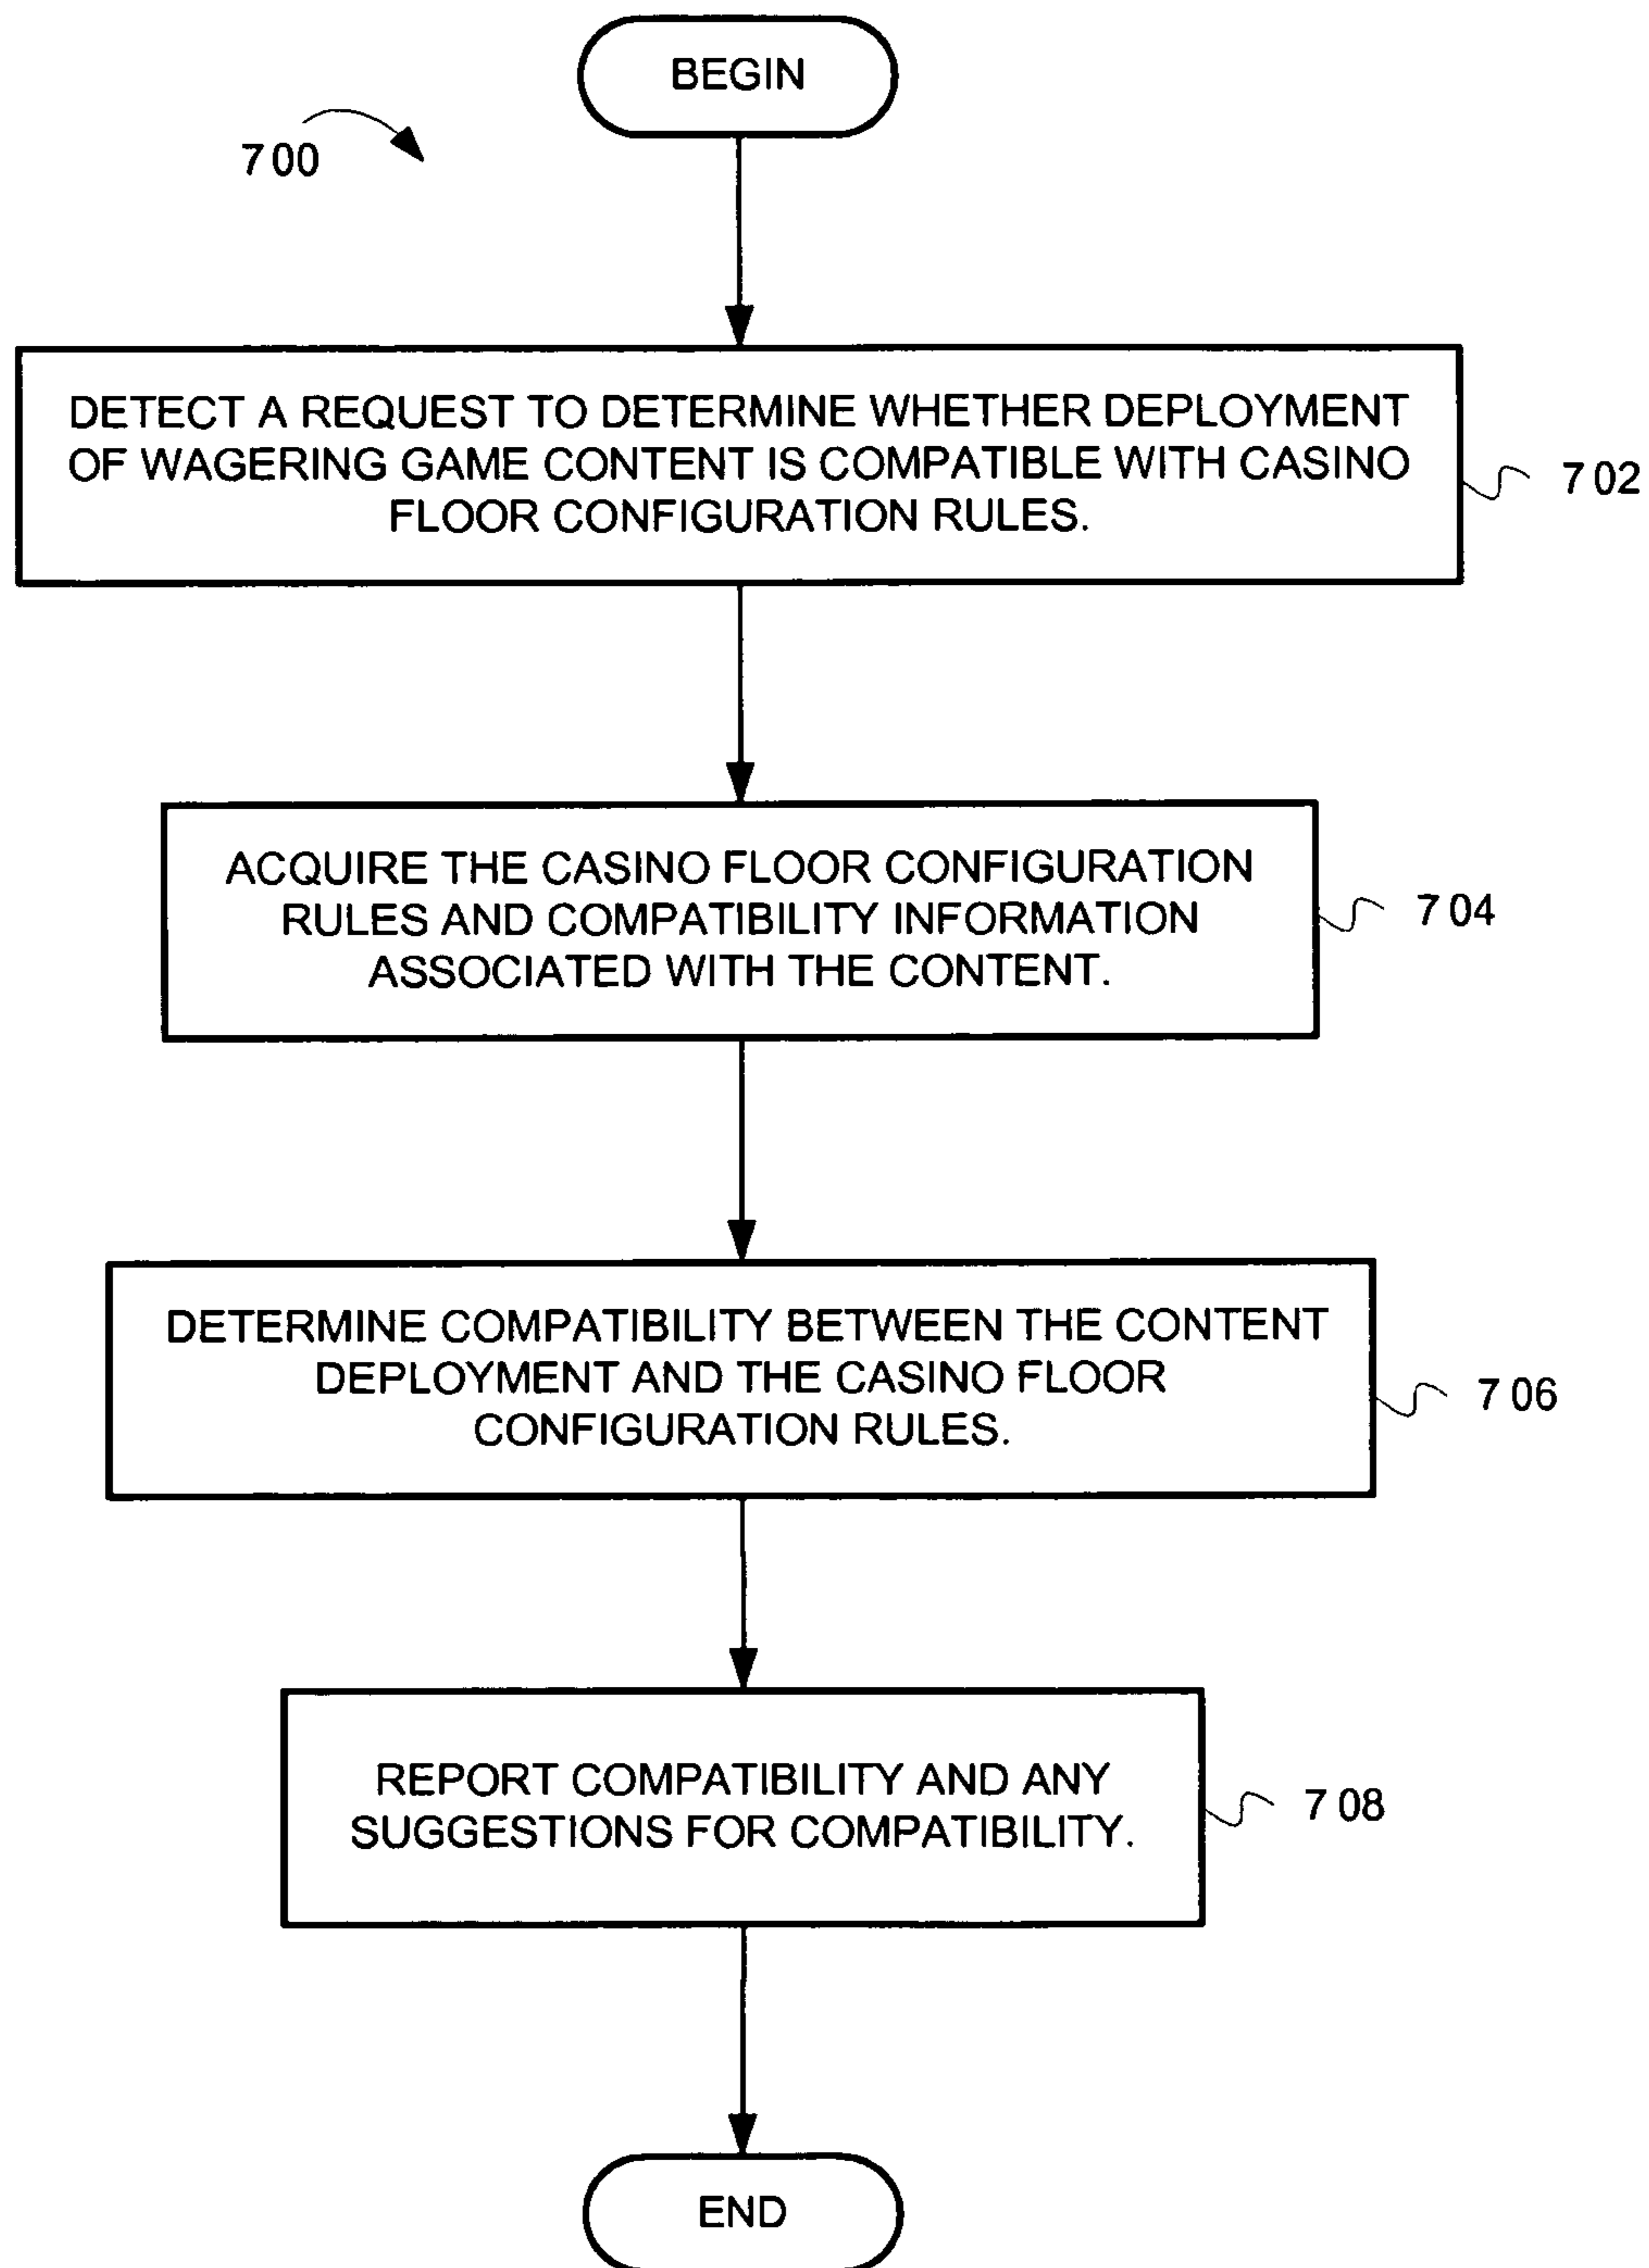 BEGIN
700
DETECT A REQUEST TO DETERMINE WHETHER DEPLOYMENT
OF WAGERING GAME CONTENT IS COMPATIBLE WITH CASINO
FLOOR CONFIGURATION RULES.
702
ACQUIRE THE CASINO FLOOR CONFIGURATION
RULES AND COMPATIBILITY INFORMATION
ASSOCIATED WITH THE CONTENT.
704
DETERMINE COMPATIBILITY BETWEEN THE CONTENT
DEPLOYMENT AND THE CASINO FLOOR
CONFIGURATION RULES.
706
REPORT COMPATIBILITY AND ANY
SUGGESTIONS FOR COMPATIBILITY.
708
END